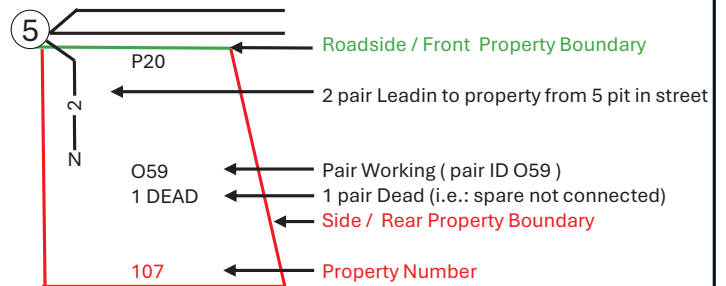 5
Roadside / Front Property Boundary
P20
2 pair Leadin to property from 5 pit in street
2
N
O59
Pair Working ( pair ID O59 )
1 DEAD
1 pair Dead (i.e.: spare not connected)
Side / Rear Property Boundary
107
Property Number